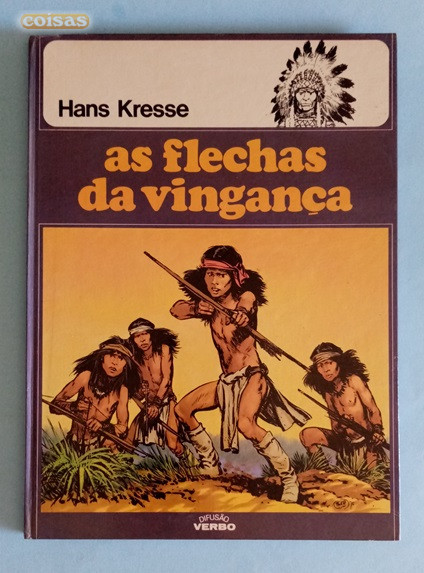 coisas
Hans Kresse
as flechas
da vingança
DIFUSÃO
VERBO